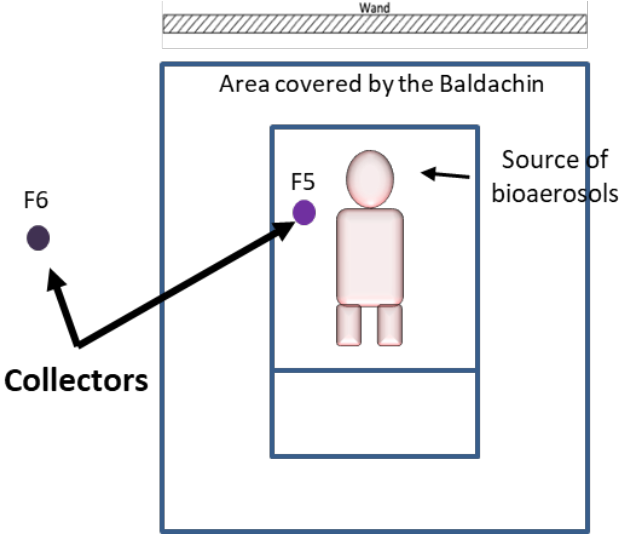 Wand
Area covered by the Baldachin
Source of
bioaerosols
F5
F6
Collectors